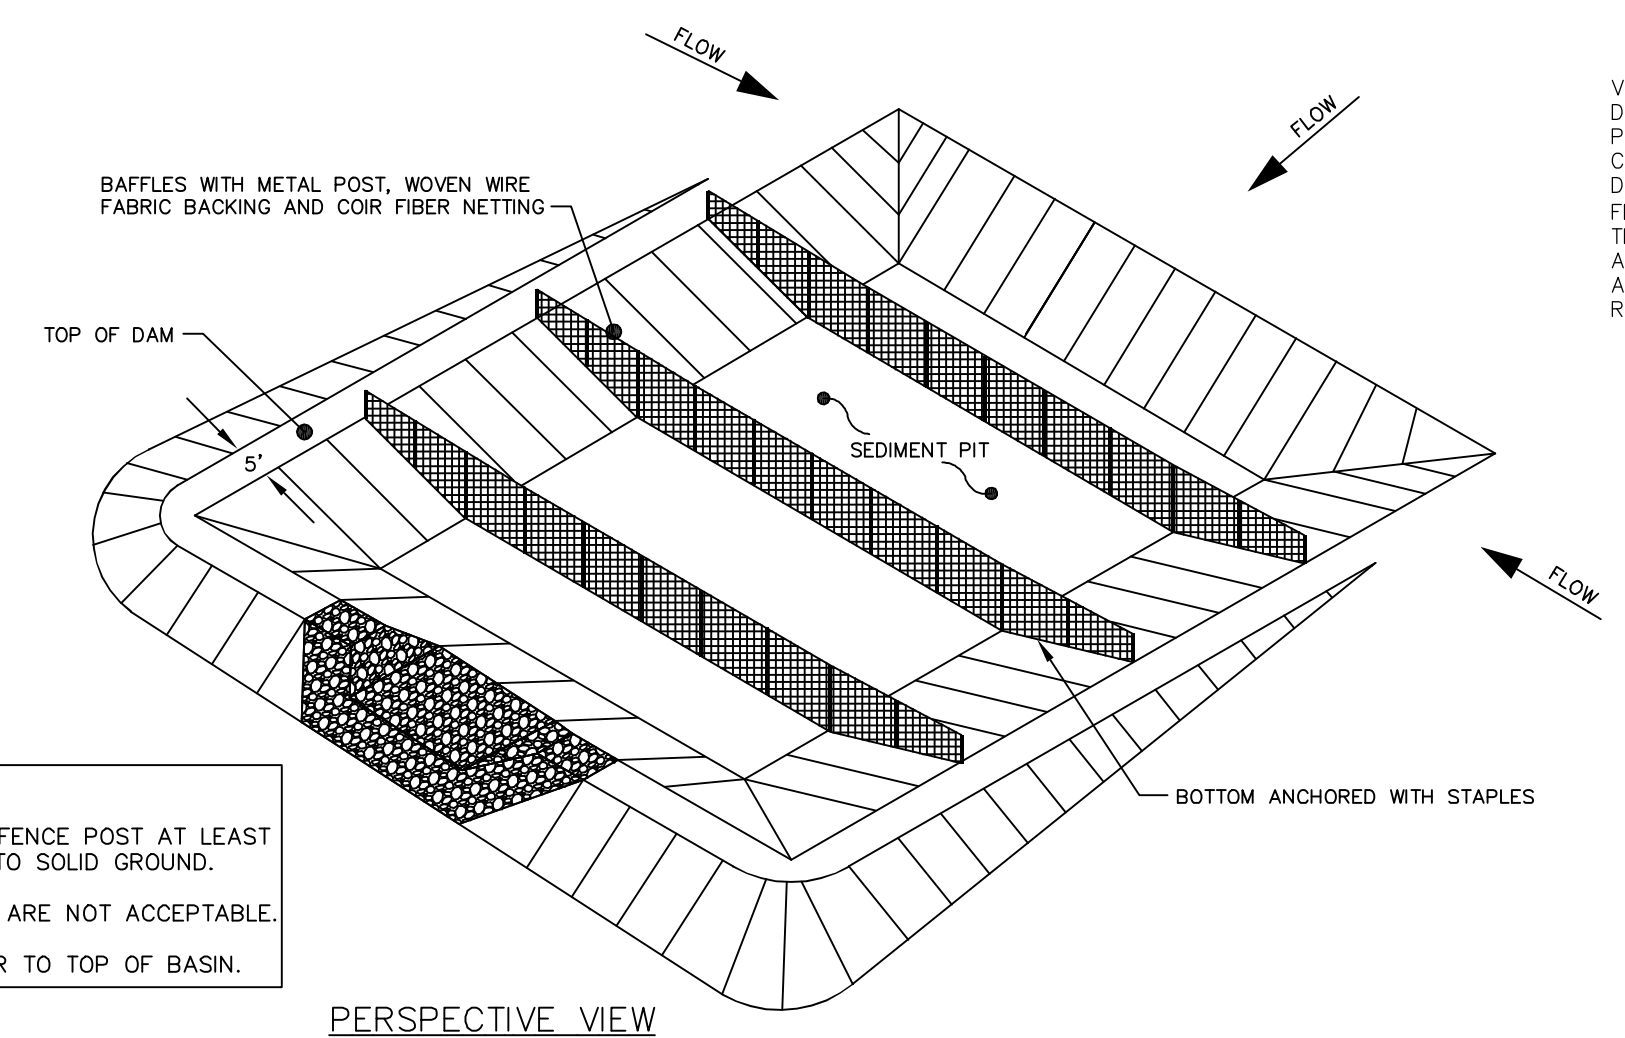 FLOW
FLOW
BAFFLES WITH METAL POST, WOVEN WIRE
FABRIC BACKING AND COIR FIBER NETTING
TOP OF DAM
5'
SEDIMENT PIT
FLOW
BOTTOM ANCHORED WITH STAPLES
FENCE POST AT LEAST
TO SOLID GROUND.
ARE NOT ACCEPTABLE.
TO TOP OF BASIN.
PERSPECTIVE VIEW